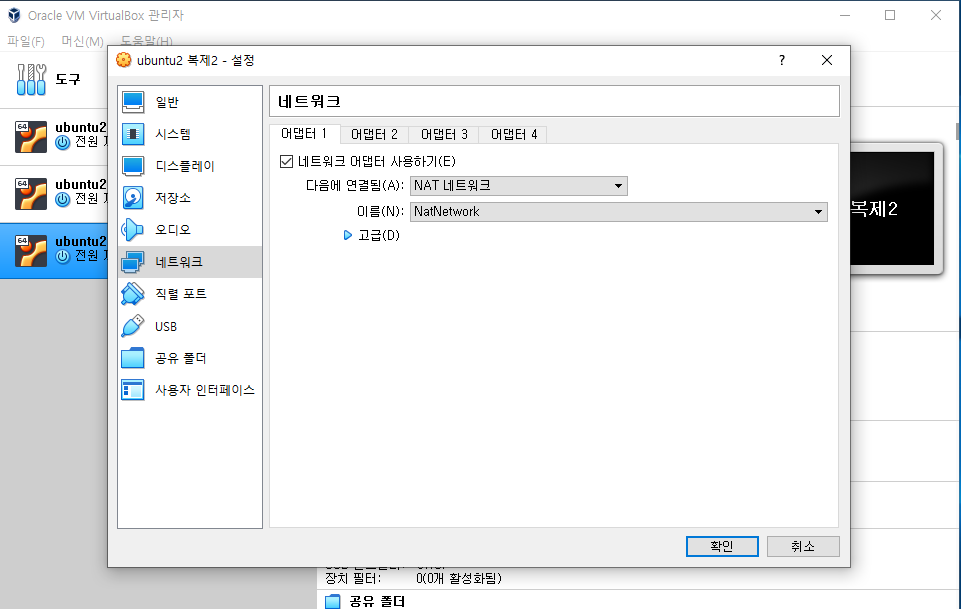 Oracle VM VirtualBox 관리자
파일(F) 머신(M) 도움말(H)
도구
64
ubuntu2
전원
64
ubuntu2
전원
64
ubuntu2
전원
복제2
ubuntu2 복제2 - 설정
?
일반
시스템
디스플레이
저장소
오디오
네트워크
직렬 포트
USB
공유 폴더
사용자 인터페이스
네트워크
어댑터 1 어댑터 2 어댑터 3 어댑터 4
네트워크 어댑터 사용하기(E)
다음에 연결됨(A): NAT 네트워크
이름(N): NatNetwork
고급(D)
확인 취소
장치 필터: 0(0개 활성화됨)
공유 폴더